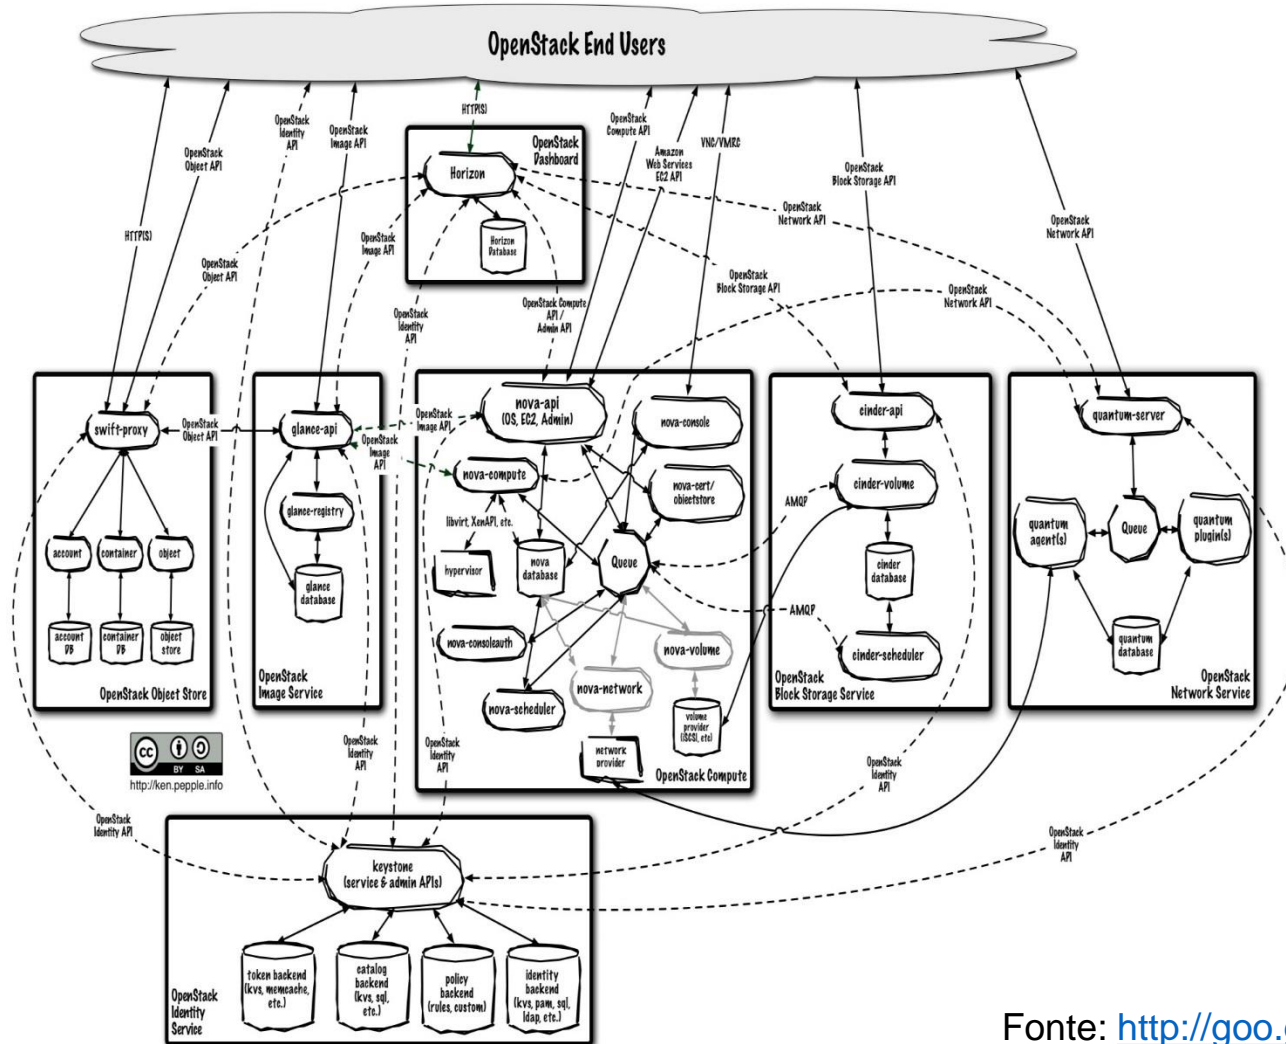 OpenStack End Users
HTTP(S)
OpenStack
Object API
OpenStack
Identity
API
OpenStack
Image API
HTTP(S)
OpenStack
Compute API
Amazon
Web Services
EC2 API
VNC/VMRC
OpenStack
Block Storage API
OpenStack
Network API
OpenStack
Dashboard
Horizon
Horizon
Database
OpenStack
Object API
OpenStack
Image API
OpenStack
Identity
API
OpenStack Compute
API /
Admin API
OpenStack
Block Storage API
OpenStack
Network API
OpenStack
Network API
swift-proxy
OpenStack
Object API
account
container
object
account
DB
container
DB
object
store
OpenStack Object Store
glance-api
glance-registry
glance
database
OpenStack
Image Service
OpenStack
Image API
OpenStack
Image
API
nova-api
(OS, EC2, Admin)
nova-console
nova-compute
nova-cert/
objectstore
libvirt, XenAPI, etc.
hypervisor
nova
database
Queue
nova-consoleauth
nova-volume
nova-network
nova-scheduler
volume
provider
(iSCSI, etc)
network
provider
OpenStack Compute
AMQP
AMQP
cinder-api
cinder-volume
cinder
database
cinder-scheduler
OpenStack
Block Storage Service
quantum-server
quantum
agent(s)
Queue
quantum
plugin(s)
quantum
database
OpenStack
Network Service
cc
BY SA
http://ken.pepple.info
OpenStack
Identity API
OpenStack
Identity
API
OpenStack
Identity
API
OpenStack
Identity
API
OpenStack
Identity
API
keystone
(service & admin APIs)
token backend
(kvs, memcache,
etc.)
catalog
backend
(kvs, sql,
etc.)
policy
backend
(rules, custom)
identity
backend
(kvs, pam, sql,
ldap, etc.)
OpenStack
Identity
Service
Fonte: http://goo.